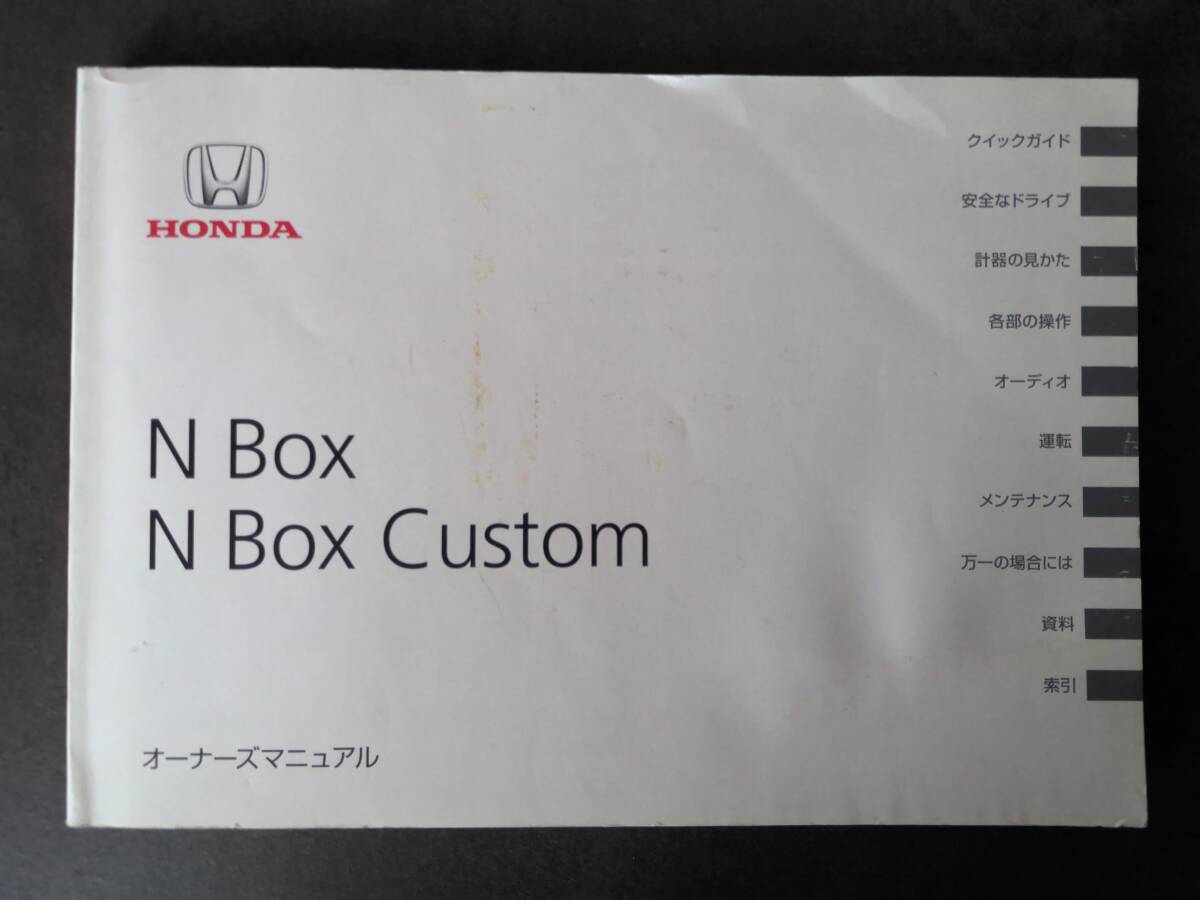 HONDA
N Box
N Box Custom
オーナーズマニュアル
クイックガイド
安全なドライブ
計器の見かた
各部の操作
オーディオ
運転
メンテナンス
万一の場合には
資料
索引